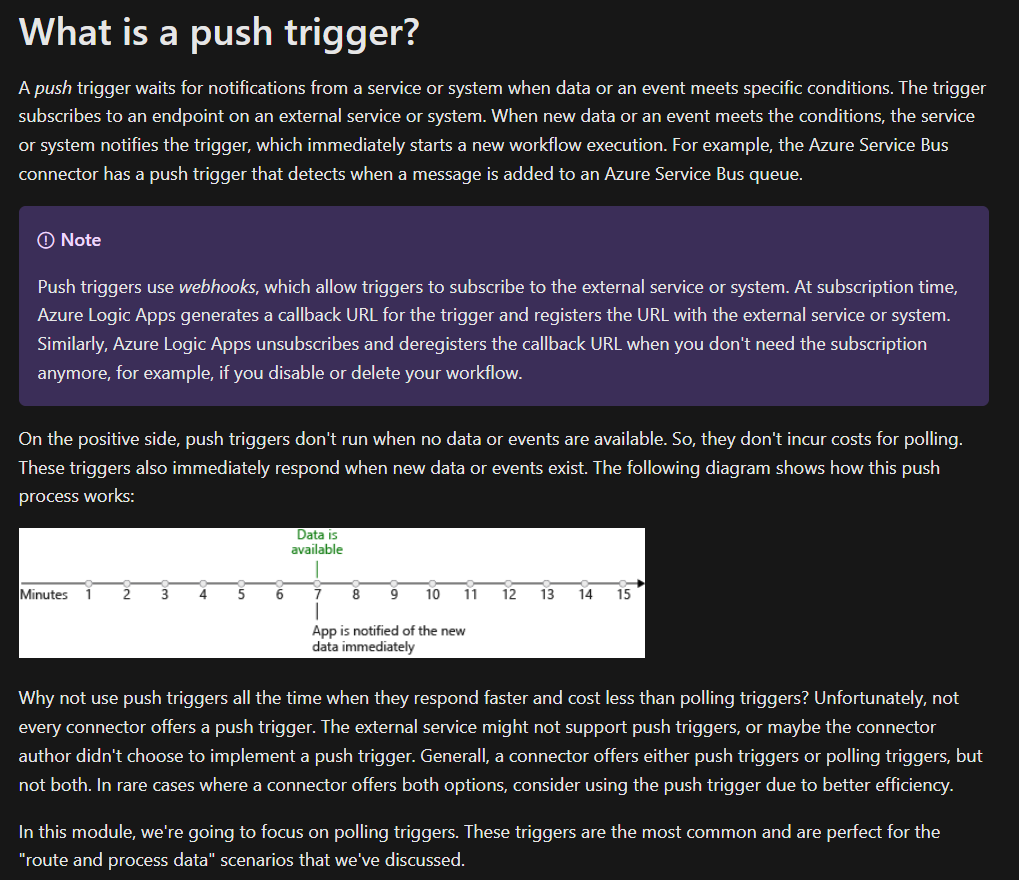 What is a push trigger?
A push trigger waits for notifications from a service or system when data or an event meets specific conditions. The trigger
subscribes to an endpoint on an external service or system. When new data or an event meets the conditions, the service
or system notifies the trigger, which immediately starts a new workflow execution. For example, the Azure Service Bus
connector has a push trigger that detects when a message is added to an Azure Service Bus queue.
Note
Push triggers use webhooks, which allow triggers to subscribe to the external service or system. At subscription time,
Azure Logic Apps generates a callback URL for the trigger and registers the URL with the external service or system.
Similarly, Azure Logic Apps unsubscribes and deregisters the callback URL when you don't need the subscription
anymore, for example, if you disable or delete your workflow.
On the positive side, push triggers don't run when no data or events are available. So, they don't incur costs for polling.
These triggers also immediately respond when new data or events exist. The following diagram shows how this push
process works:
Data is
available
Minutes 1 2 3 4 5 6 7 8 9 10 11 12 13 14 15
App is notified of the new
data immediately
Why not use push triggers all the time when they respond faster and cost less than polling triggers? Unfortunately, not
every connector offers a push trigger. The external service might not support push triggers, or maybe the connector
author didn't choose to implement a push trigger. Generall, a connector offers either push triggers or polling triggers, but
not both. In rare cases where a connector offers both options, consider using the push trigger due to better efficiency.
In this module, we're going to focus on polling triggers. These triggers are the most common and are perfect for the
"route and process data" scenarios that we've discussed.